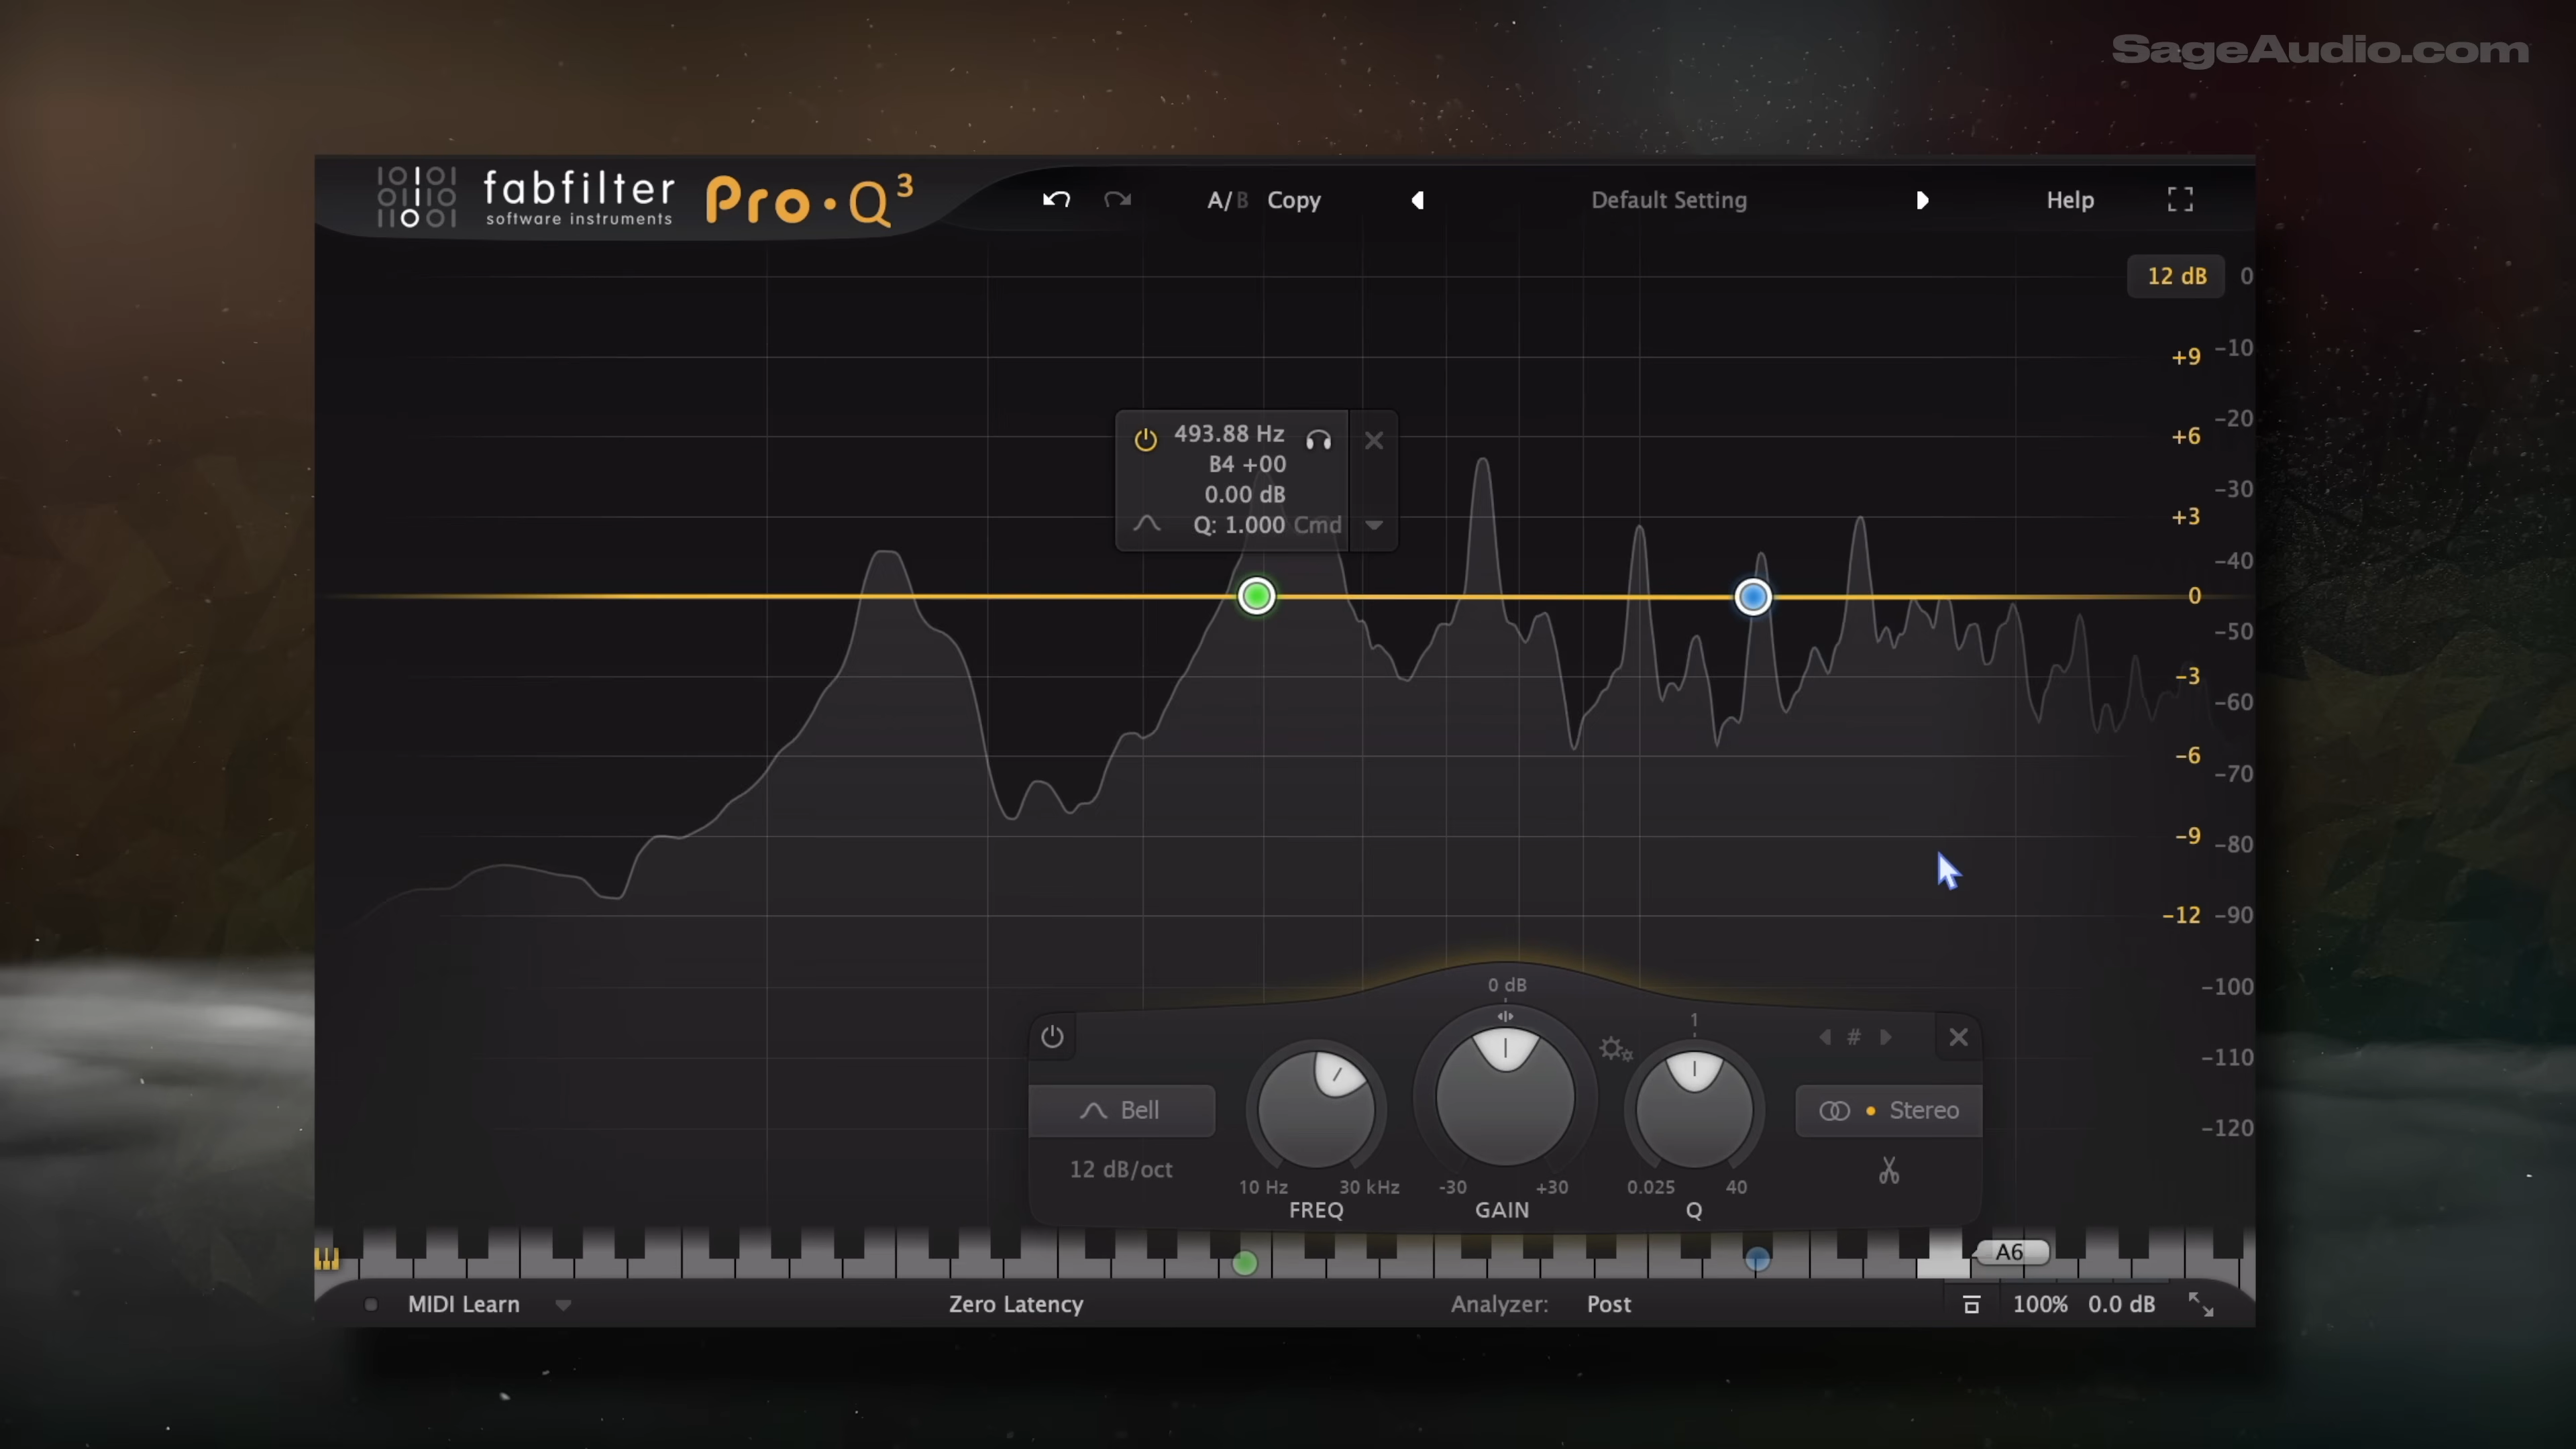 SageAudio.com
fabfilter
software instruments
Pro·Q3
A/B Copy
Default Setting
Help
12 dB 0
+9 -10
-20
+6
-30
+3
-40
0
-50
-3
-60
-6
-70
-9 -80
-12 -90
-100
-110
-120
493.88 Hz
B4 +00
0.00 dB
Q: 1.000 Cmd
0 dB
1
#
Bell
12 dB/oct
Stereo
10 Hz 30 kHz
FREQ
-30 +30
GAIN
0.025 40
Q
A6
MIDI Learn
Zero Latency
Analyzer: Post
100% 0.0 dB